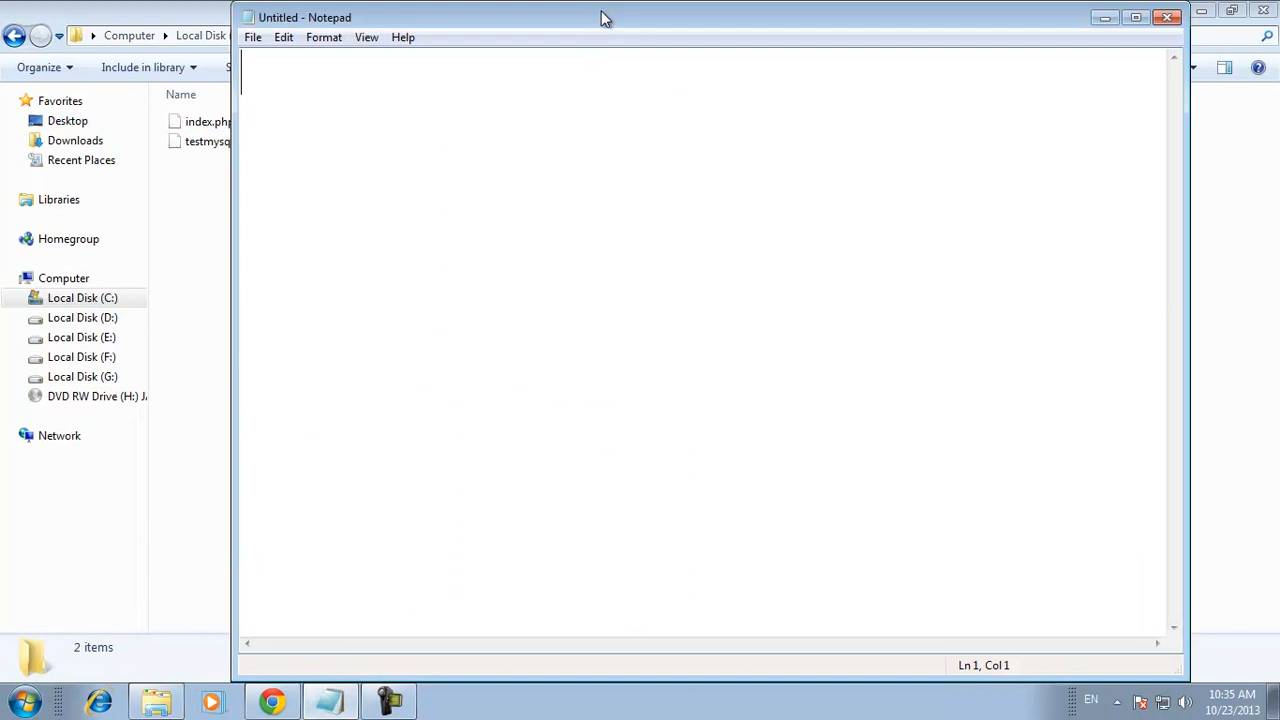 Untitled - Notepad
File Edit Format View Help
Computer Local Disk
Organize Include in library
Name
Favorites
Desktop
Downloads
Recent Places
Libraries
Homegroup
Computer
Local Disk (C:)
Local Disk (D:)
Local Disk (E:)
Local Disk (F:)
Local Disk (G:)
DVD RW Drive (H:)
Network
index.php
testmysq
2 items
Ln 1, Col 1
EN
10:35 AM
10/23/2013